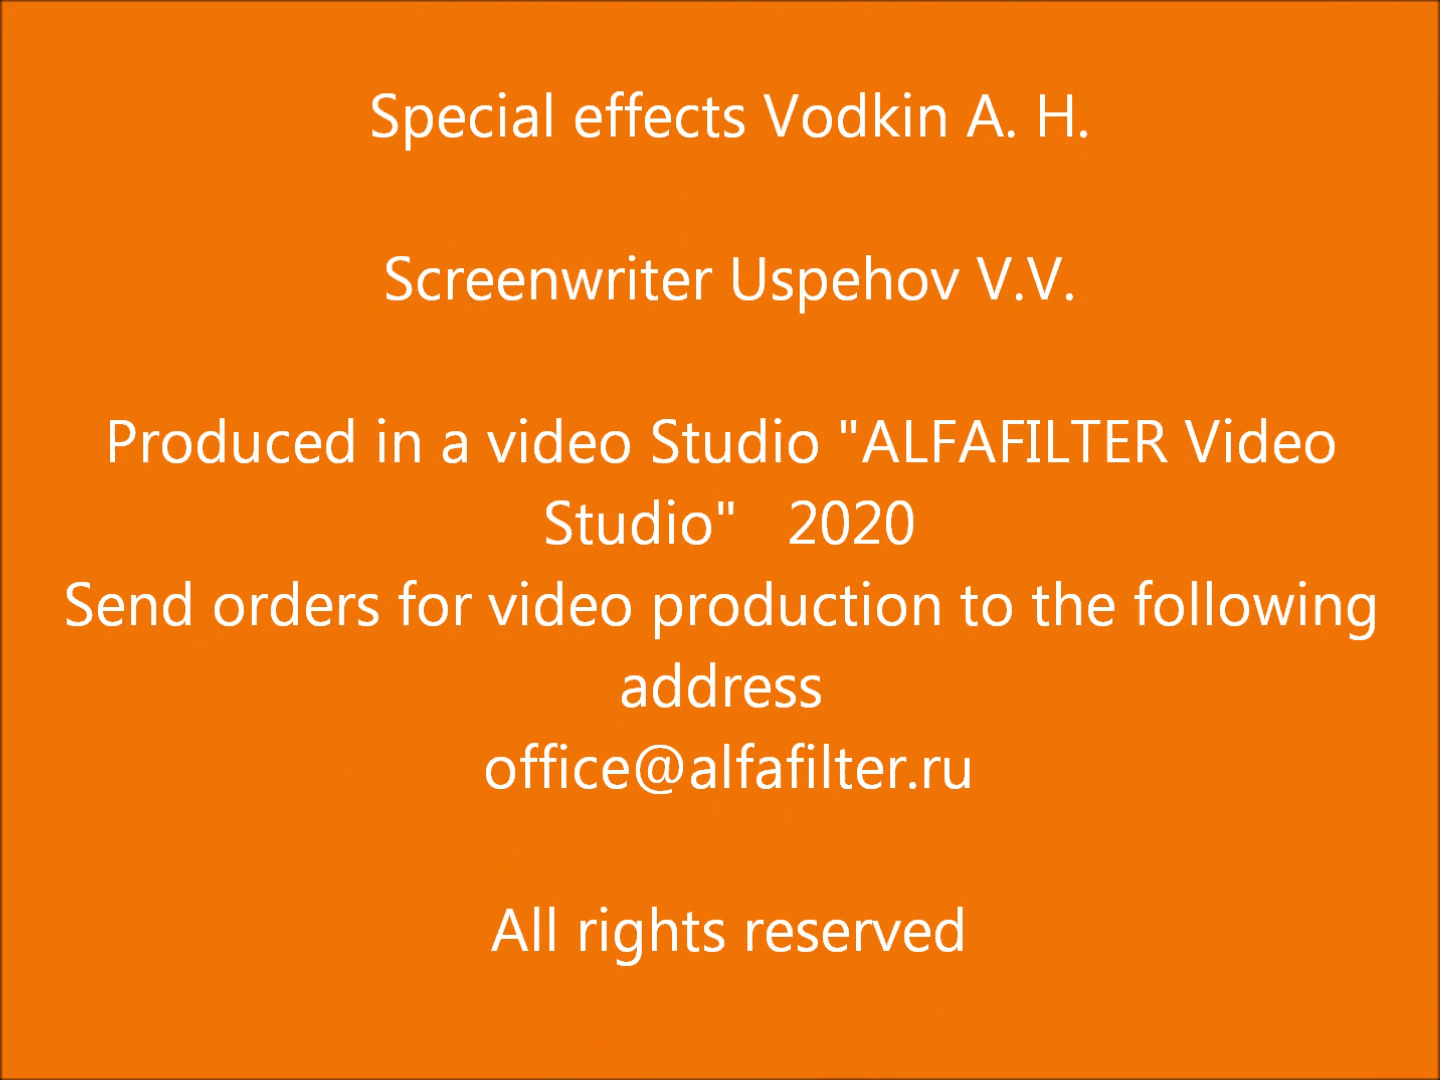 Special effects Vodkin A. H.
Screenwriter Uspehov V.V.
Produced in a video Studio "ALFAFILTER Video
Studio"   2020
Send orders for video production to the following
address
office@alfafilter.ru
All rights reserved